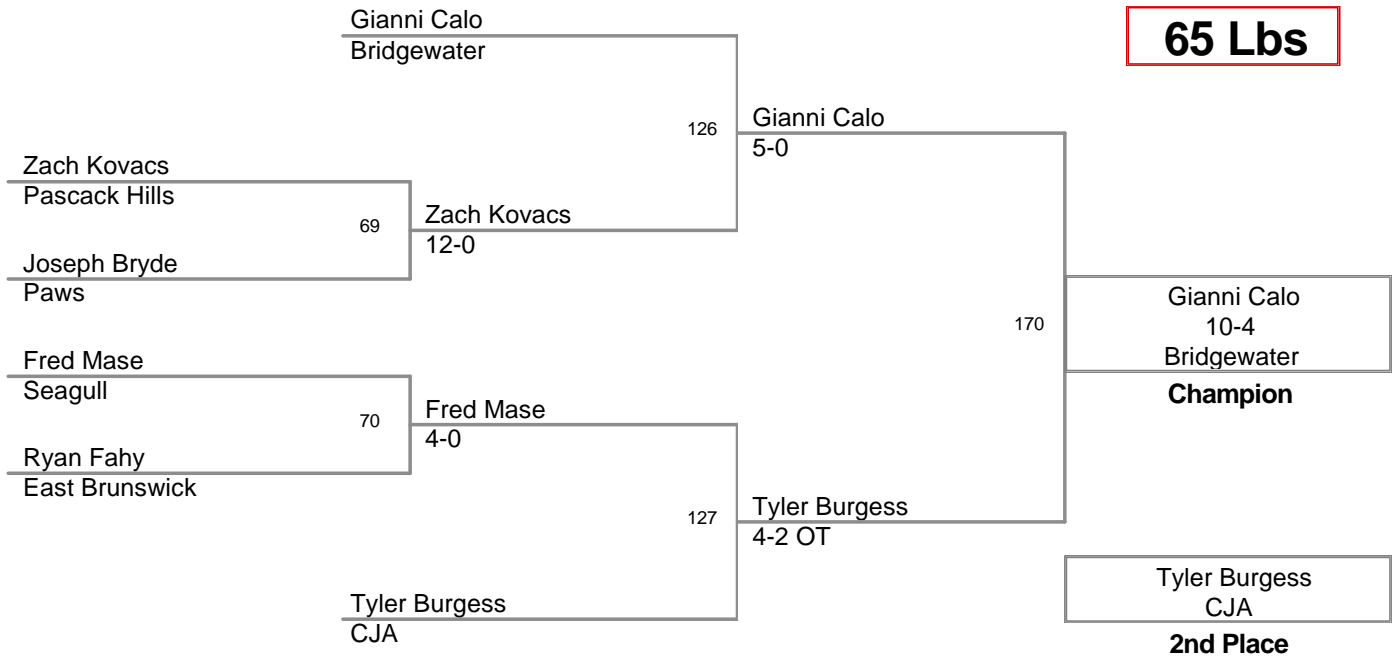 Gianni Calo
Bridgewater
65 Lbs
126
Gianni Calo
5-0
Zach Kovacs
Pascack Hills
69
Zach Kovacs
12-0
Joseph Bryde
Paws
170
Gianni Calo
10-4
Bridgewater
Champion
Fred Mase
Seagull
70
Fred Mase
4-0
Ryan Fahy
East Brunswick
127
Tyler Burgess
4-2 OT
Tyler Burgess
CJA
Tyler Burgess
CJA
2nd Place